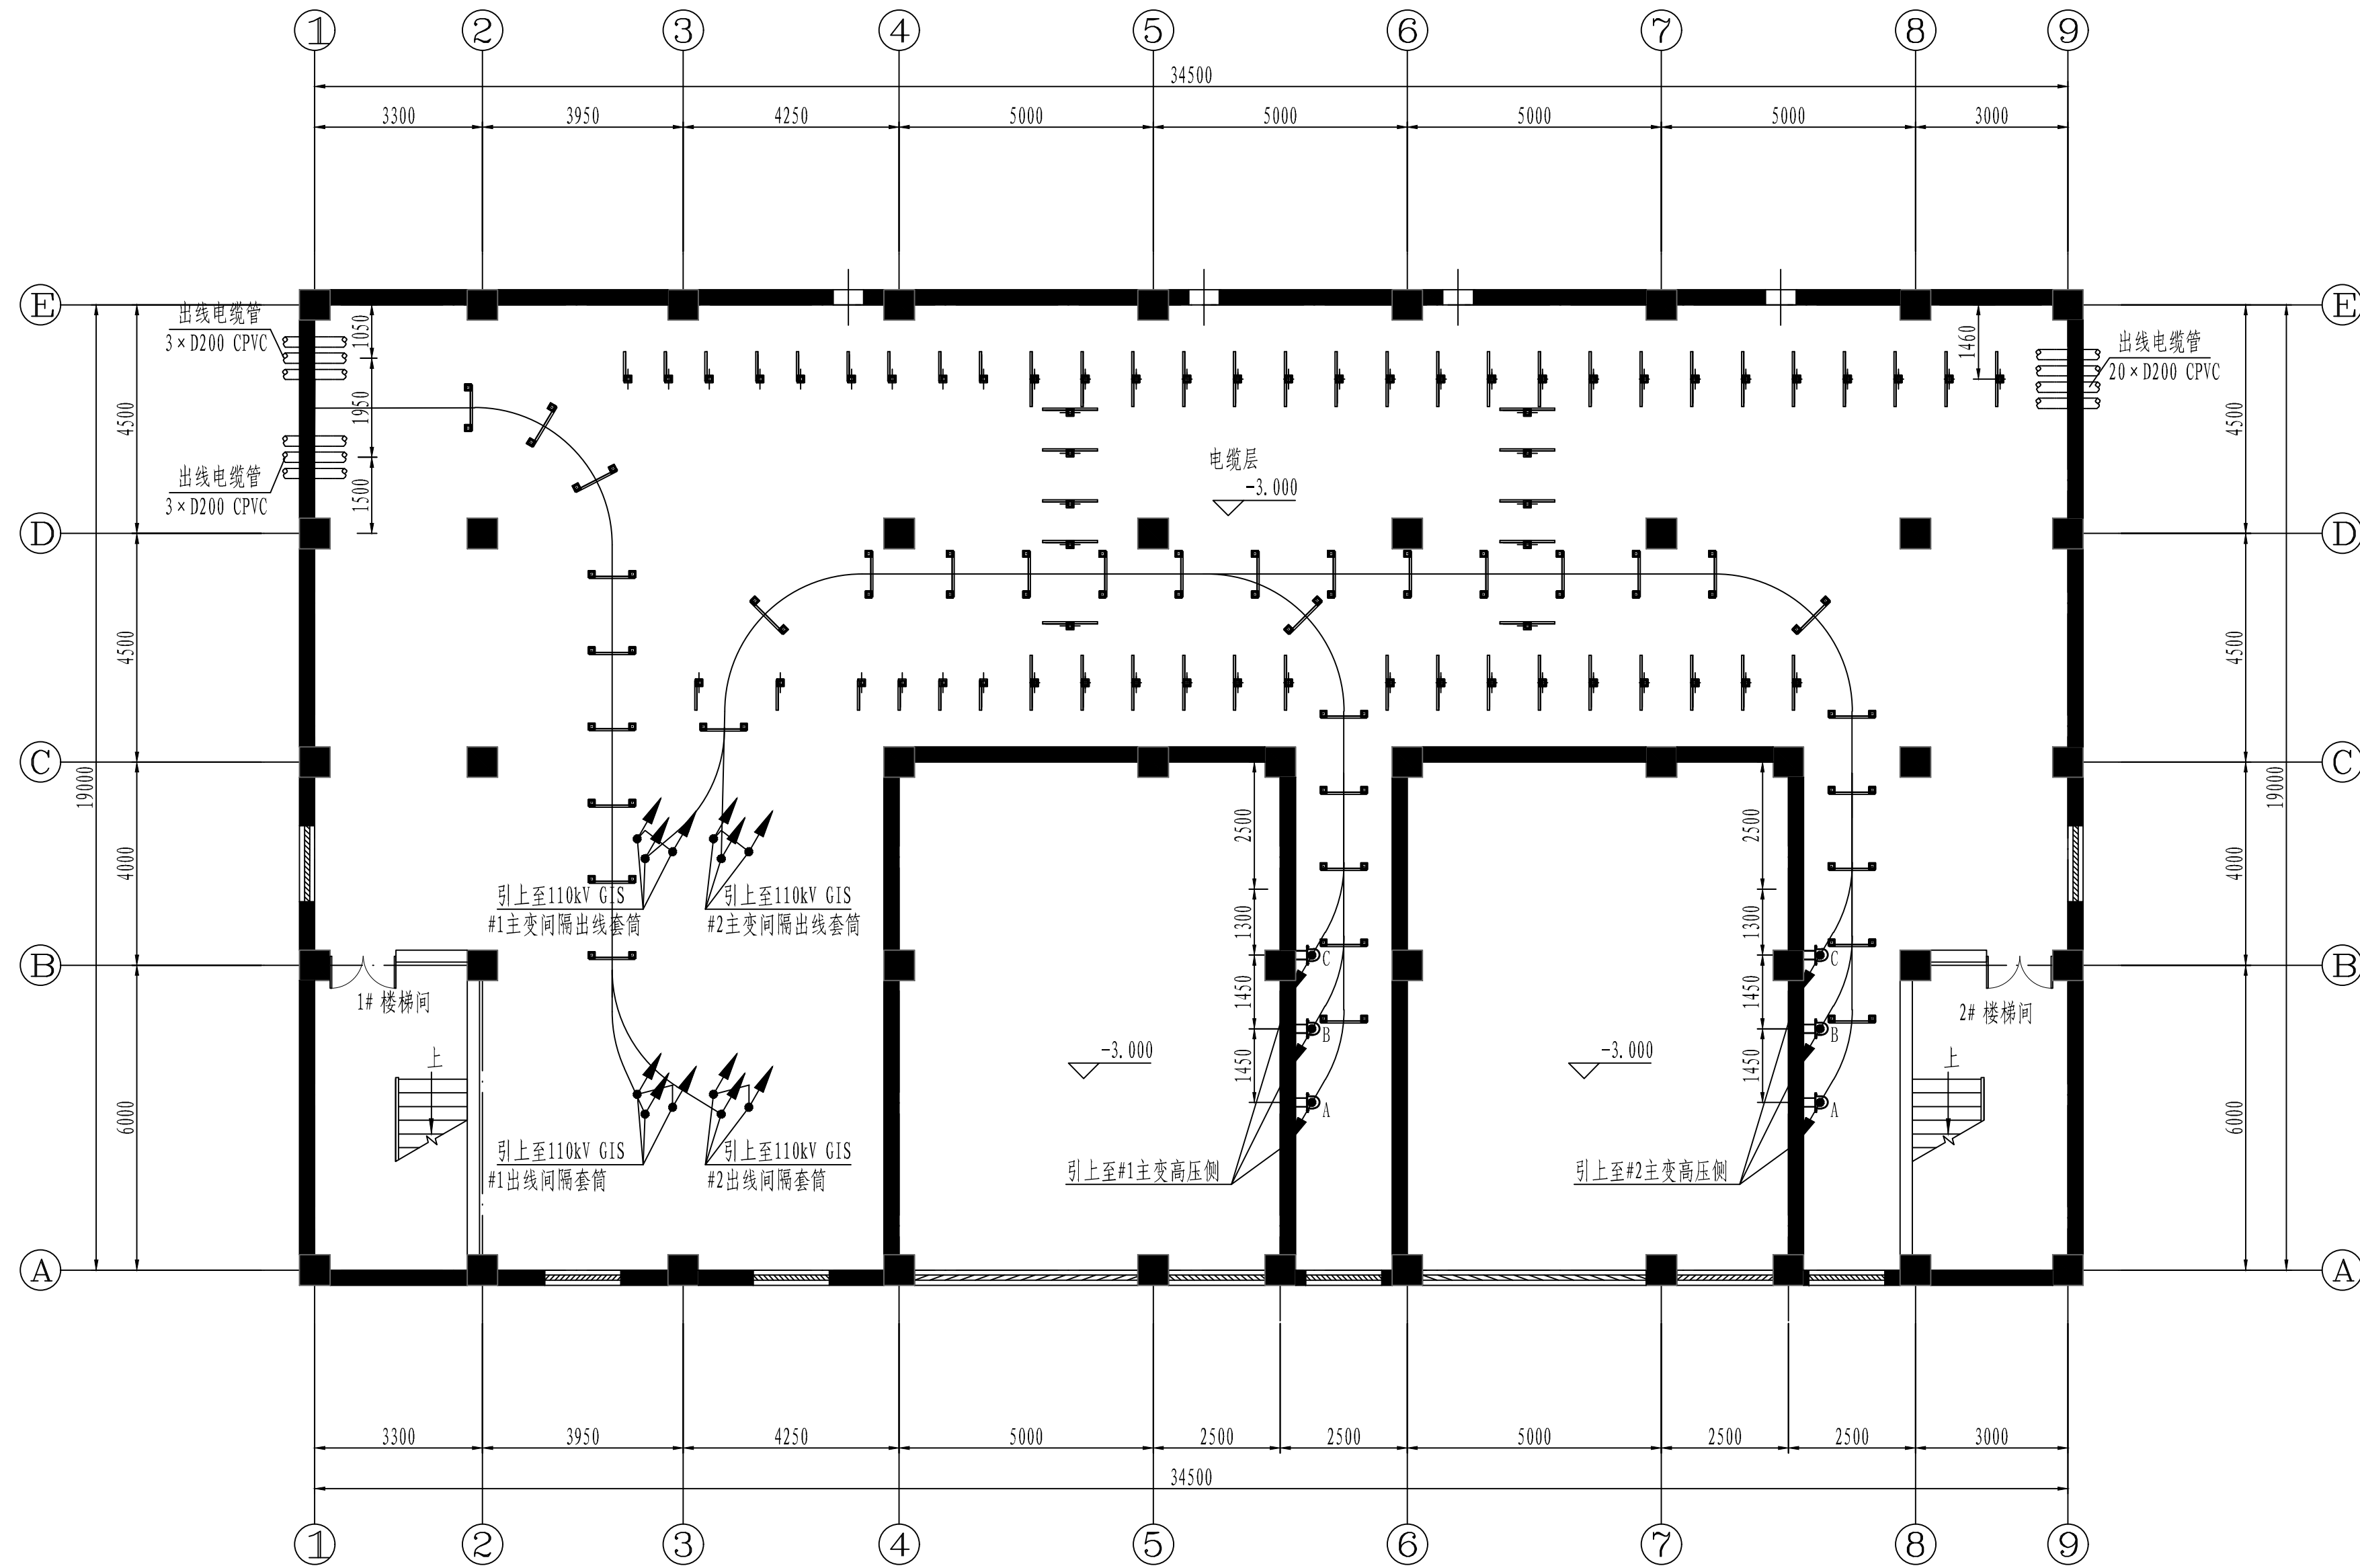 1 2 3 4 5 6 7 8 9
34500
3300 3950 4250 5000 5000 5000 5000 3000
E E
出线电缆管
3×D200 CPVC
1050
1460
出线电缆管
20×D200 CPVC
4500 1950 4500
电缆层
-3.000
出线电缆管
3×D200 CPVC
1500
D D
4500 4500
C C
19000 19000
4000 2500 2500 4000
引上至110kV GIS
#1主变间隔出线套筒
引上至110kV GIS
#2主变间隔出线套筒
1300 1300
B B
C C
1# 楼梯间
2# 楼梯间
1450 1450
B B
上 上
-3.000 -3.000
1450 1450
A A
6000 6000
引上至110kV GIS
#1出线间隔套筒
引上至110kV GIS
#2出线间隔套筒
引上至#1主变高压侧
引上至#2主变高压侧
A A
3300 3950 4250 5000 2500 2500 5000 2500 2500 3000
34500
1 2 3 4 5 6 7 8 9